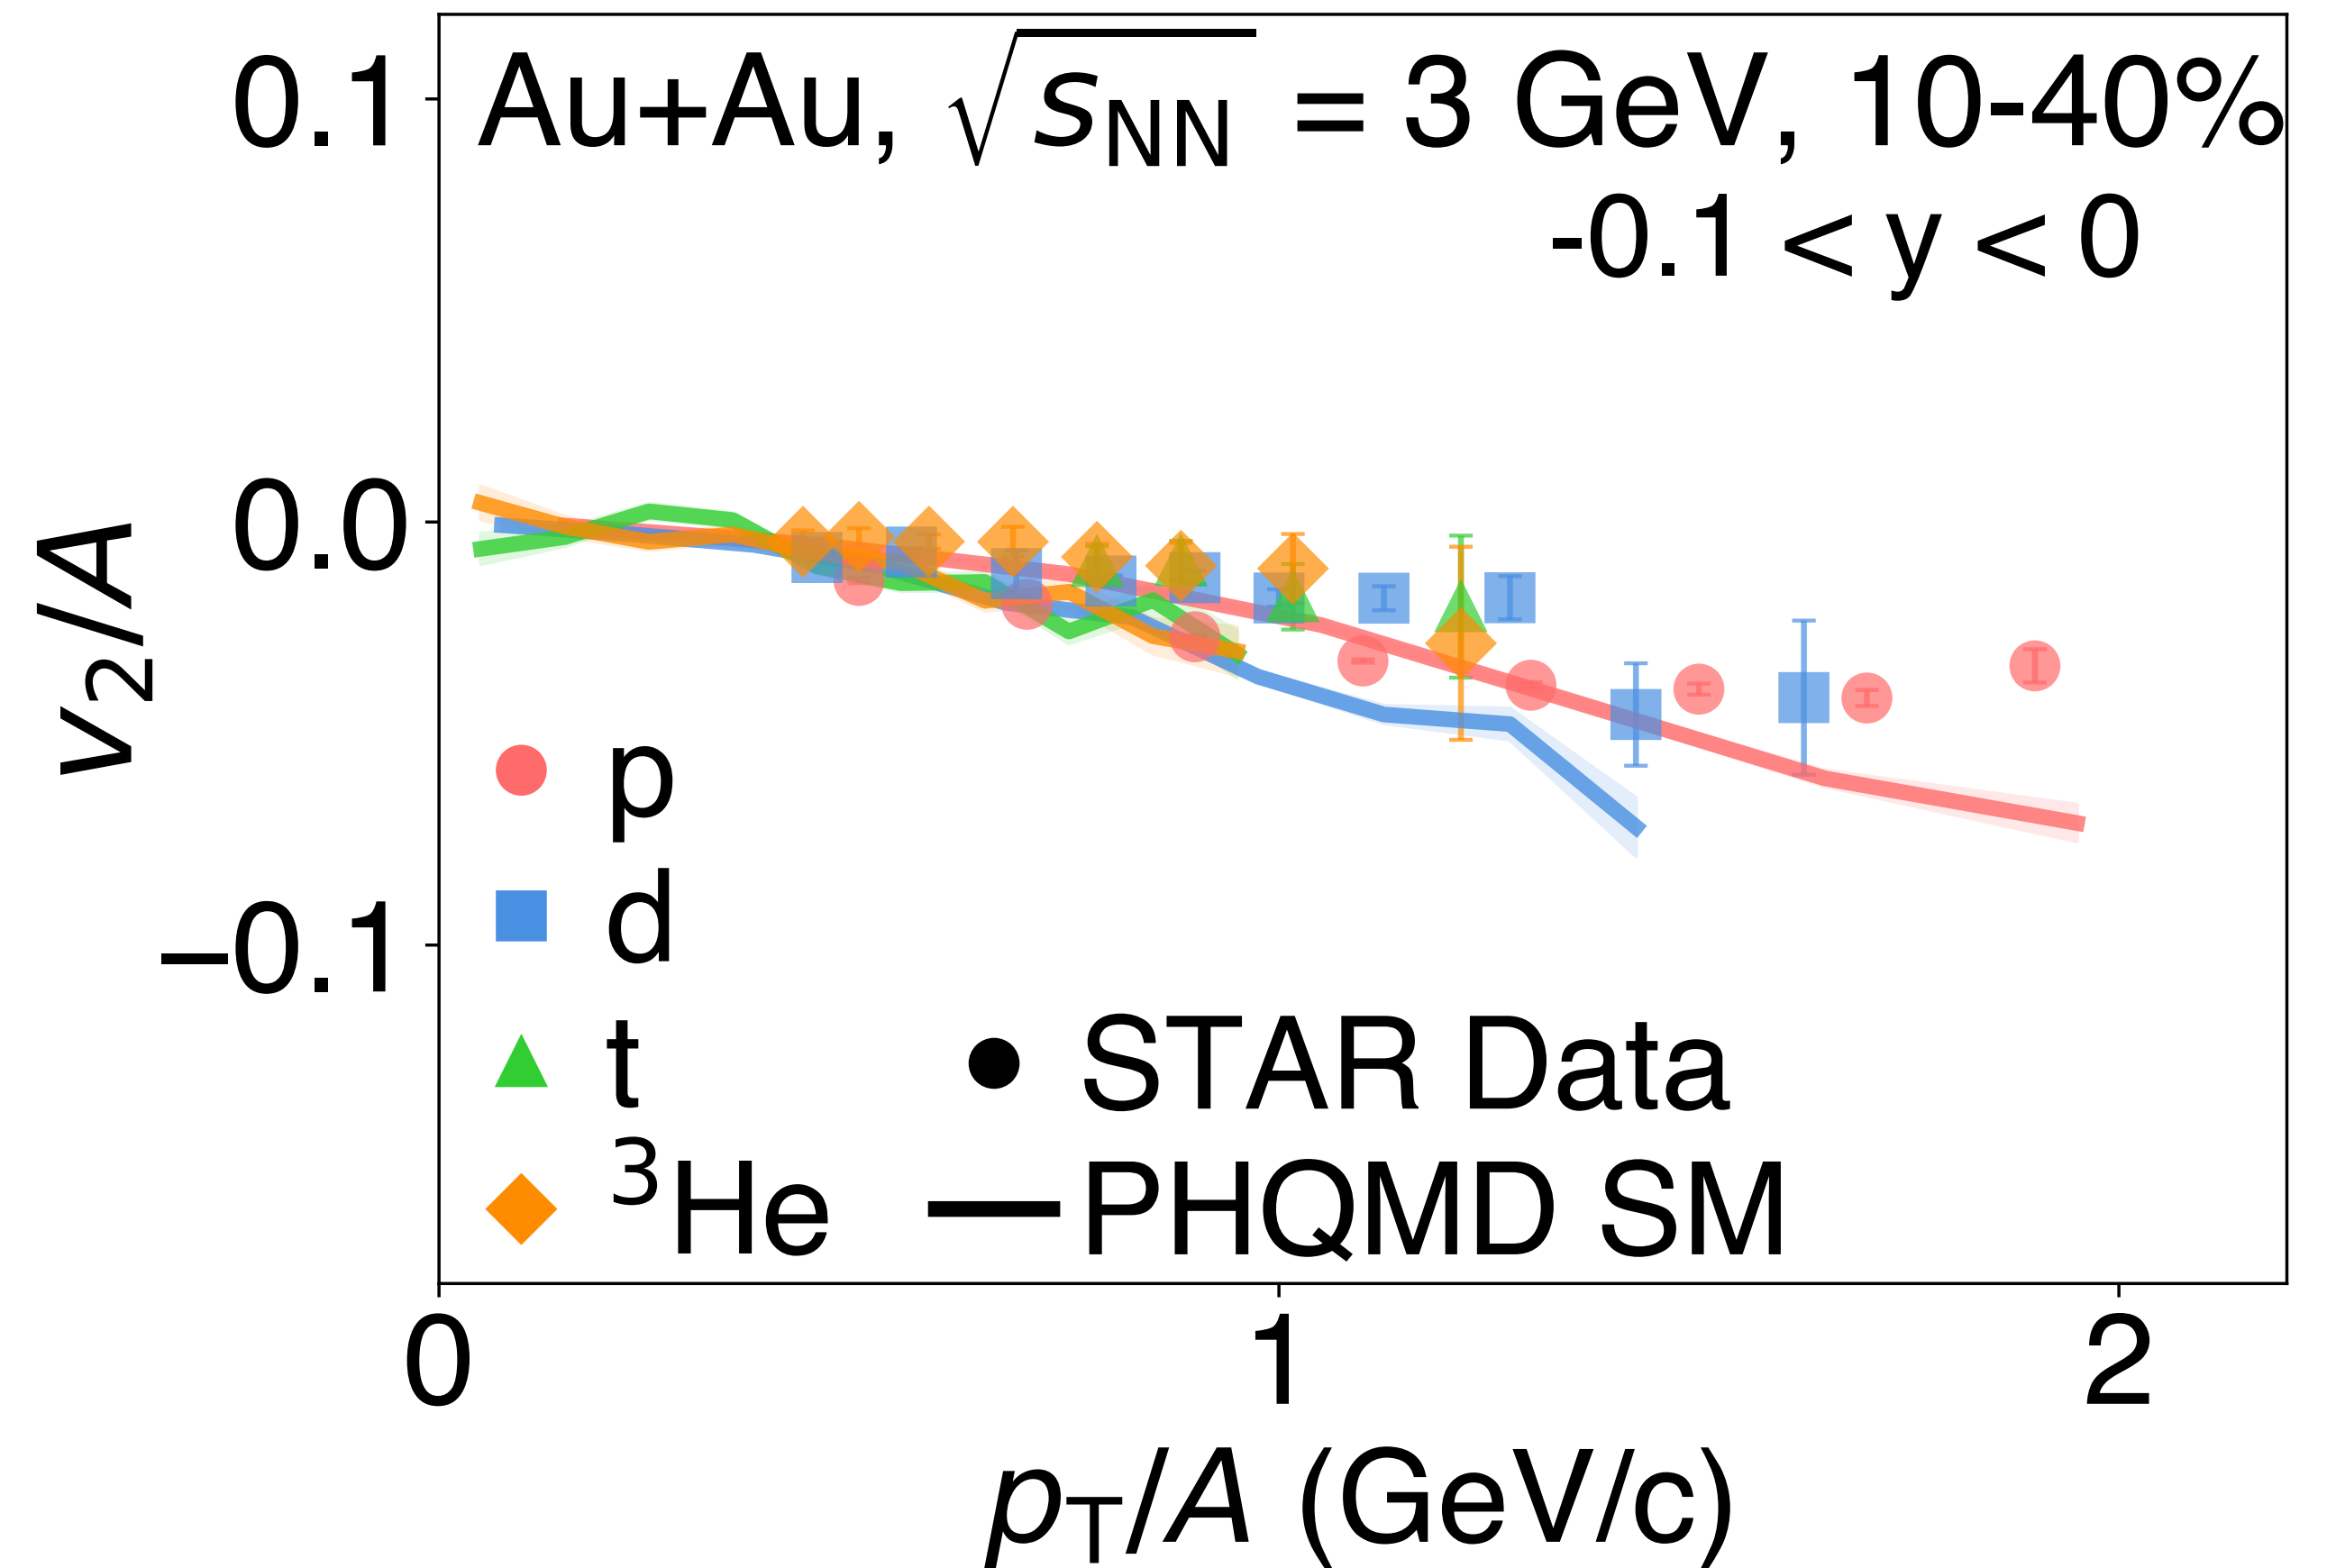 Au+Au, √sNN = 3 GeV, 10-40%
-0.1 < y < 0
0.1
0.0
−0.1
v2/A
p
d
t
³He
STAR Data
PHQMD SM
0 1 2
pT/A (GeV/c)